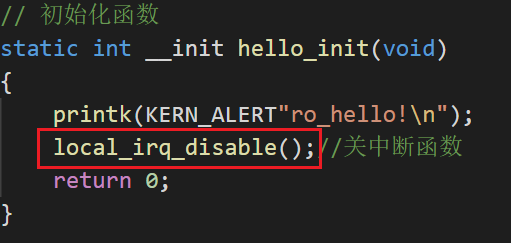 // 初始化函数
static int __init hello_init(void)
{
    printk(KERN_ALERT"ro_hello!\n");
    local_irq_disable();//关中断函数
    return 0;
}